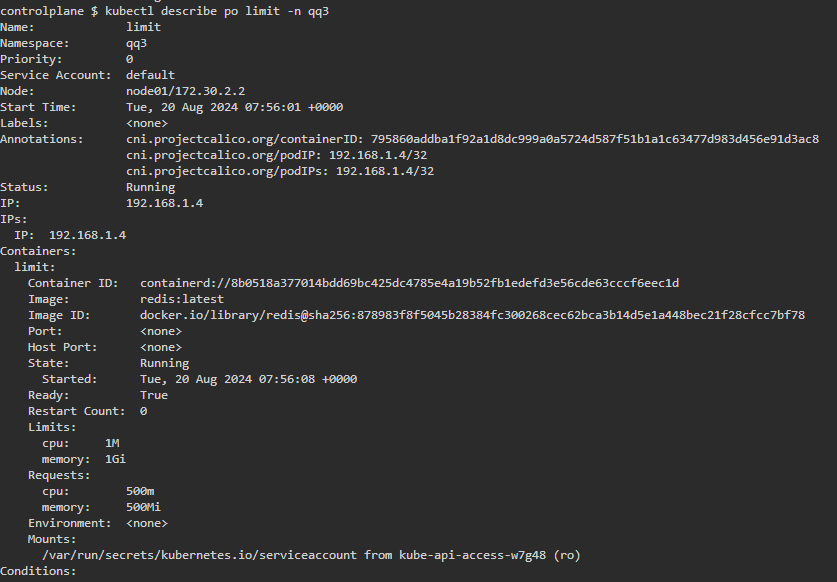 controlplane $ kubectl describe po limit -n qq3
Name:             limit
Namespace:        qq3
Priority:         0
Service Account:  default
Node:             node01/172.30.2.2
Start Time:       Tue, 20 Aug 2024 07:56:01 +0000
Labels:           <none>
Annotations:      cni.projectcalico.org/containerID: 795860addba1f92a1d8dc999a0a5724d587f51b1a1c63477d983d456e91d3ac8
                  cni.projectcalico.org/podIP: 192.168.1.4/32
                  cni.projectcalico.org/podIPs: 192.168.1.4/32
Status:           Running
IP:               192.168.1.4
IPs:
  IP:  192.168.1.4
Containers:
  limit:
    Container ID:   containerd://8b0518a377014bdd69bc425dc4785e4a19b52fb1edefd3e56cde63cccf6eec1d
    Image:          redis:latest
    Image ID:       docker.io/library/redis@sha256:878983f8f5045b28384fc300268cec62bca3b14d5e1a448bec21f28cfcc7bf78
    Port:           <none>
    Host Port:      <none>
    State:          Running
      Started:      Tue, 20 Aug 2024 07:56:08 +0000
    Ready:          True
    Restart Count:  0
    Limits:
      cpu:     1M
      memory:  1Gi
    Requests:
      cpu:        500m
      memory:     500Mi
    Environment:  <none>
    Mounts:
      /var/run/secrets/kubernetes.io/serviceaccount from kube-api-access-w7g48 (ro)
Conditions: